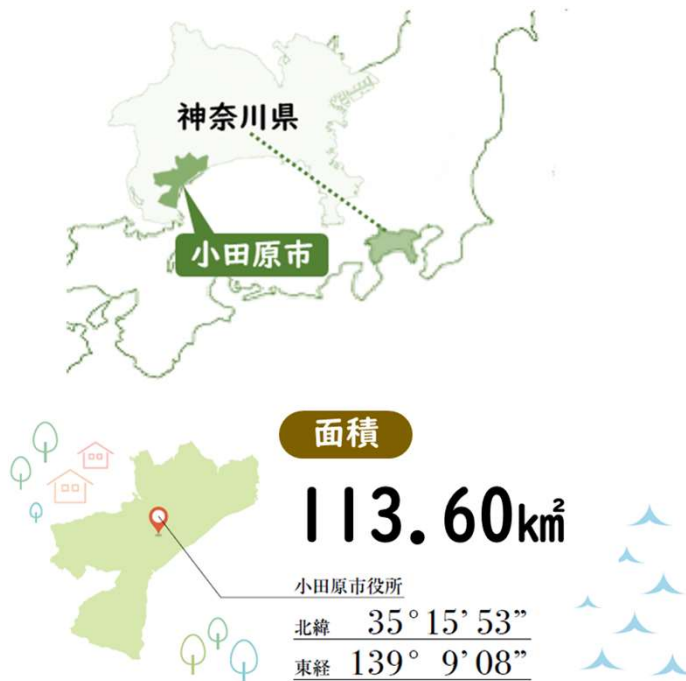 神奈川県
小田原市
面積
113.60k㎡
小田原市役所
北緯 35° 15’ 53”
東経 139° 9’ 08”